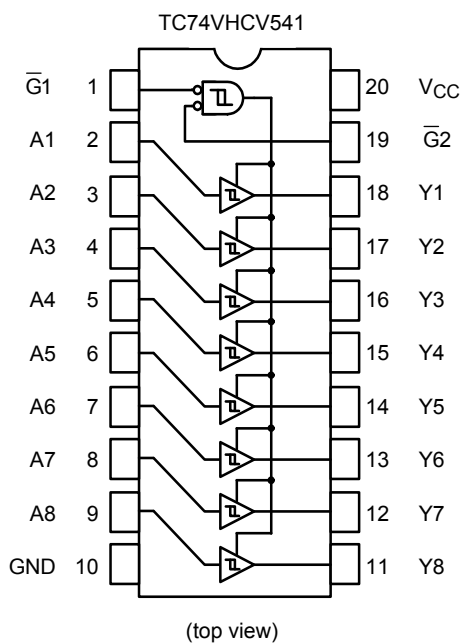 TC74VHCV541
G̅1 1 20 VCC
A1 2 19 G̅2
A2 3 18 Y1
A3 4 17 Y2
A4 5 16 Y3
A5 6 15 Y4
A6 7 14 Y5
A7 8 13 Y6
A8 9 12 Y7
GND 10 11 Y8
(top view)